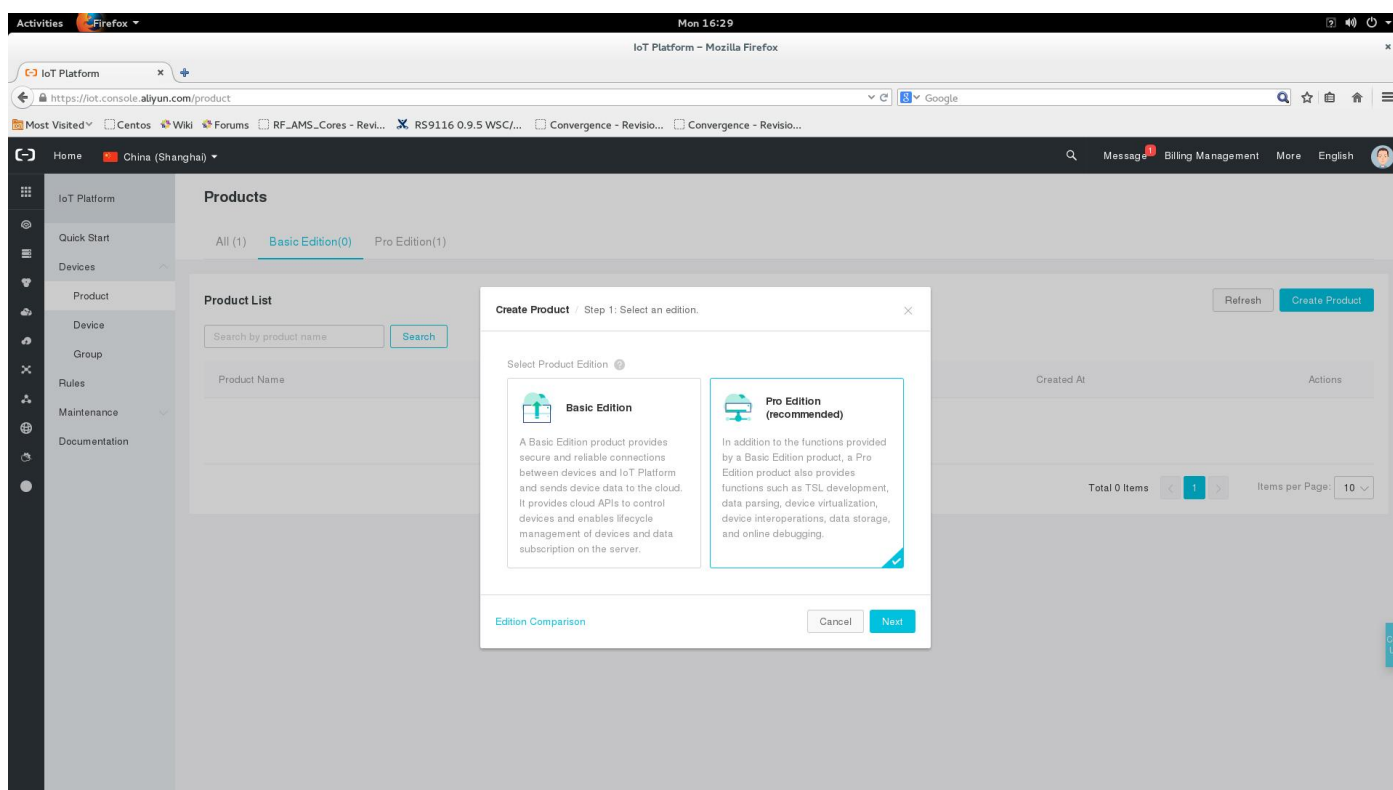 Activities Firefox Mon 16:29
IoT Platform – Mozilla Firefox
IoT Platform
https://iot.console.aliyun.com/product Google
Most Visited Centos Wiki Forums RF_AMS_Cores - Revi... RS9116 0.9.5 WSC/... Convergence - Revisio... Convergence - Revisio...
Home China (Shanghai) Message 1 Billing Management More English
IoT Platform
Quick Start
Devices
Product
Device
Group
Rules
Maintenance
Documentation
Products
All (1) Basic Edition(0) Pro Edition(1)
Product List Refresh Create Product
Search by product name Search
Product Name Created At Actions
Total 0 Items 1 Items per Page: 10
Create Product / Step 1: Select an edition.
Select Product Edition
Basic Edition
A Basic Edition product provides
secure and reliable connections
between devices and IoT Platform
and sends device data to the cloud.
It provides cloud APIs to control
devices and enables lifecycle
management of devices and data
subscription on the server.
Pro Edition
(recommended)
In addition to the functions provided
by a Basic Edition product, a Pro
Edition product also provides
functions such as TSL development,
data parsing, device virtualization,
device interoperations, data storage,
and online debugging.
Edition Comparison Cancel Next